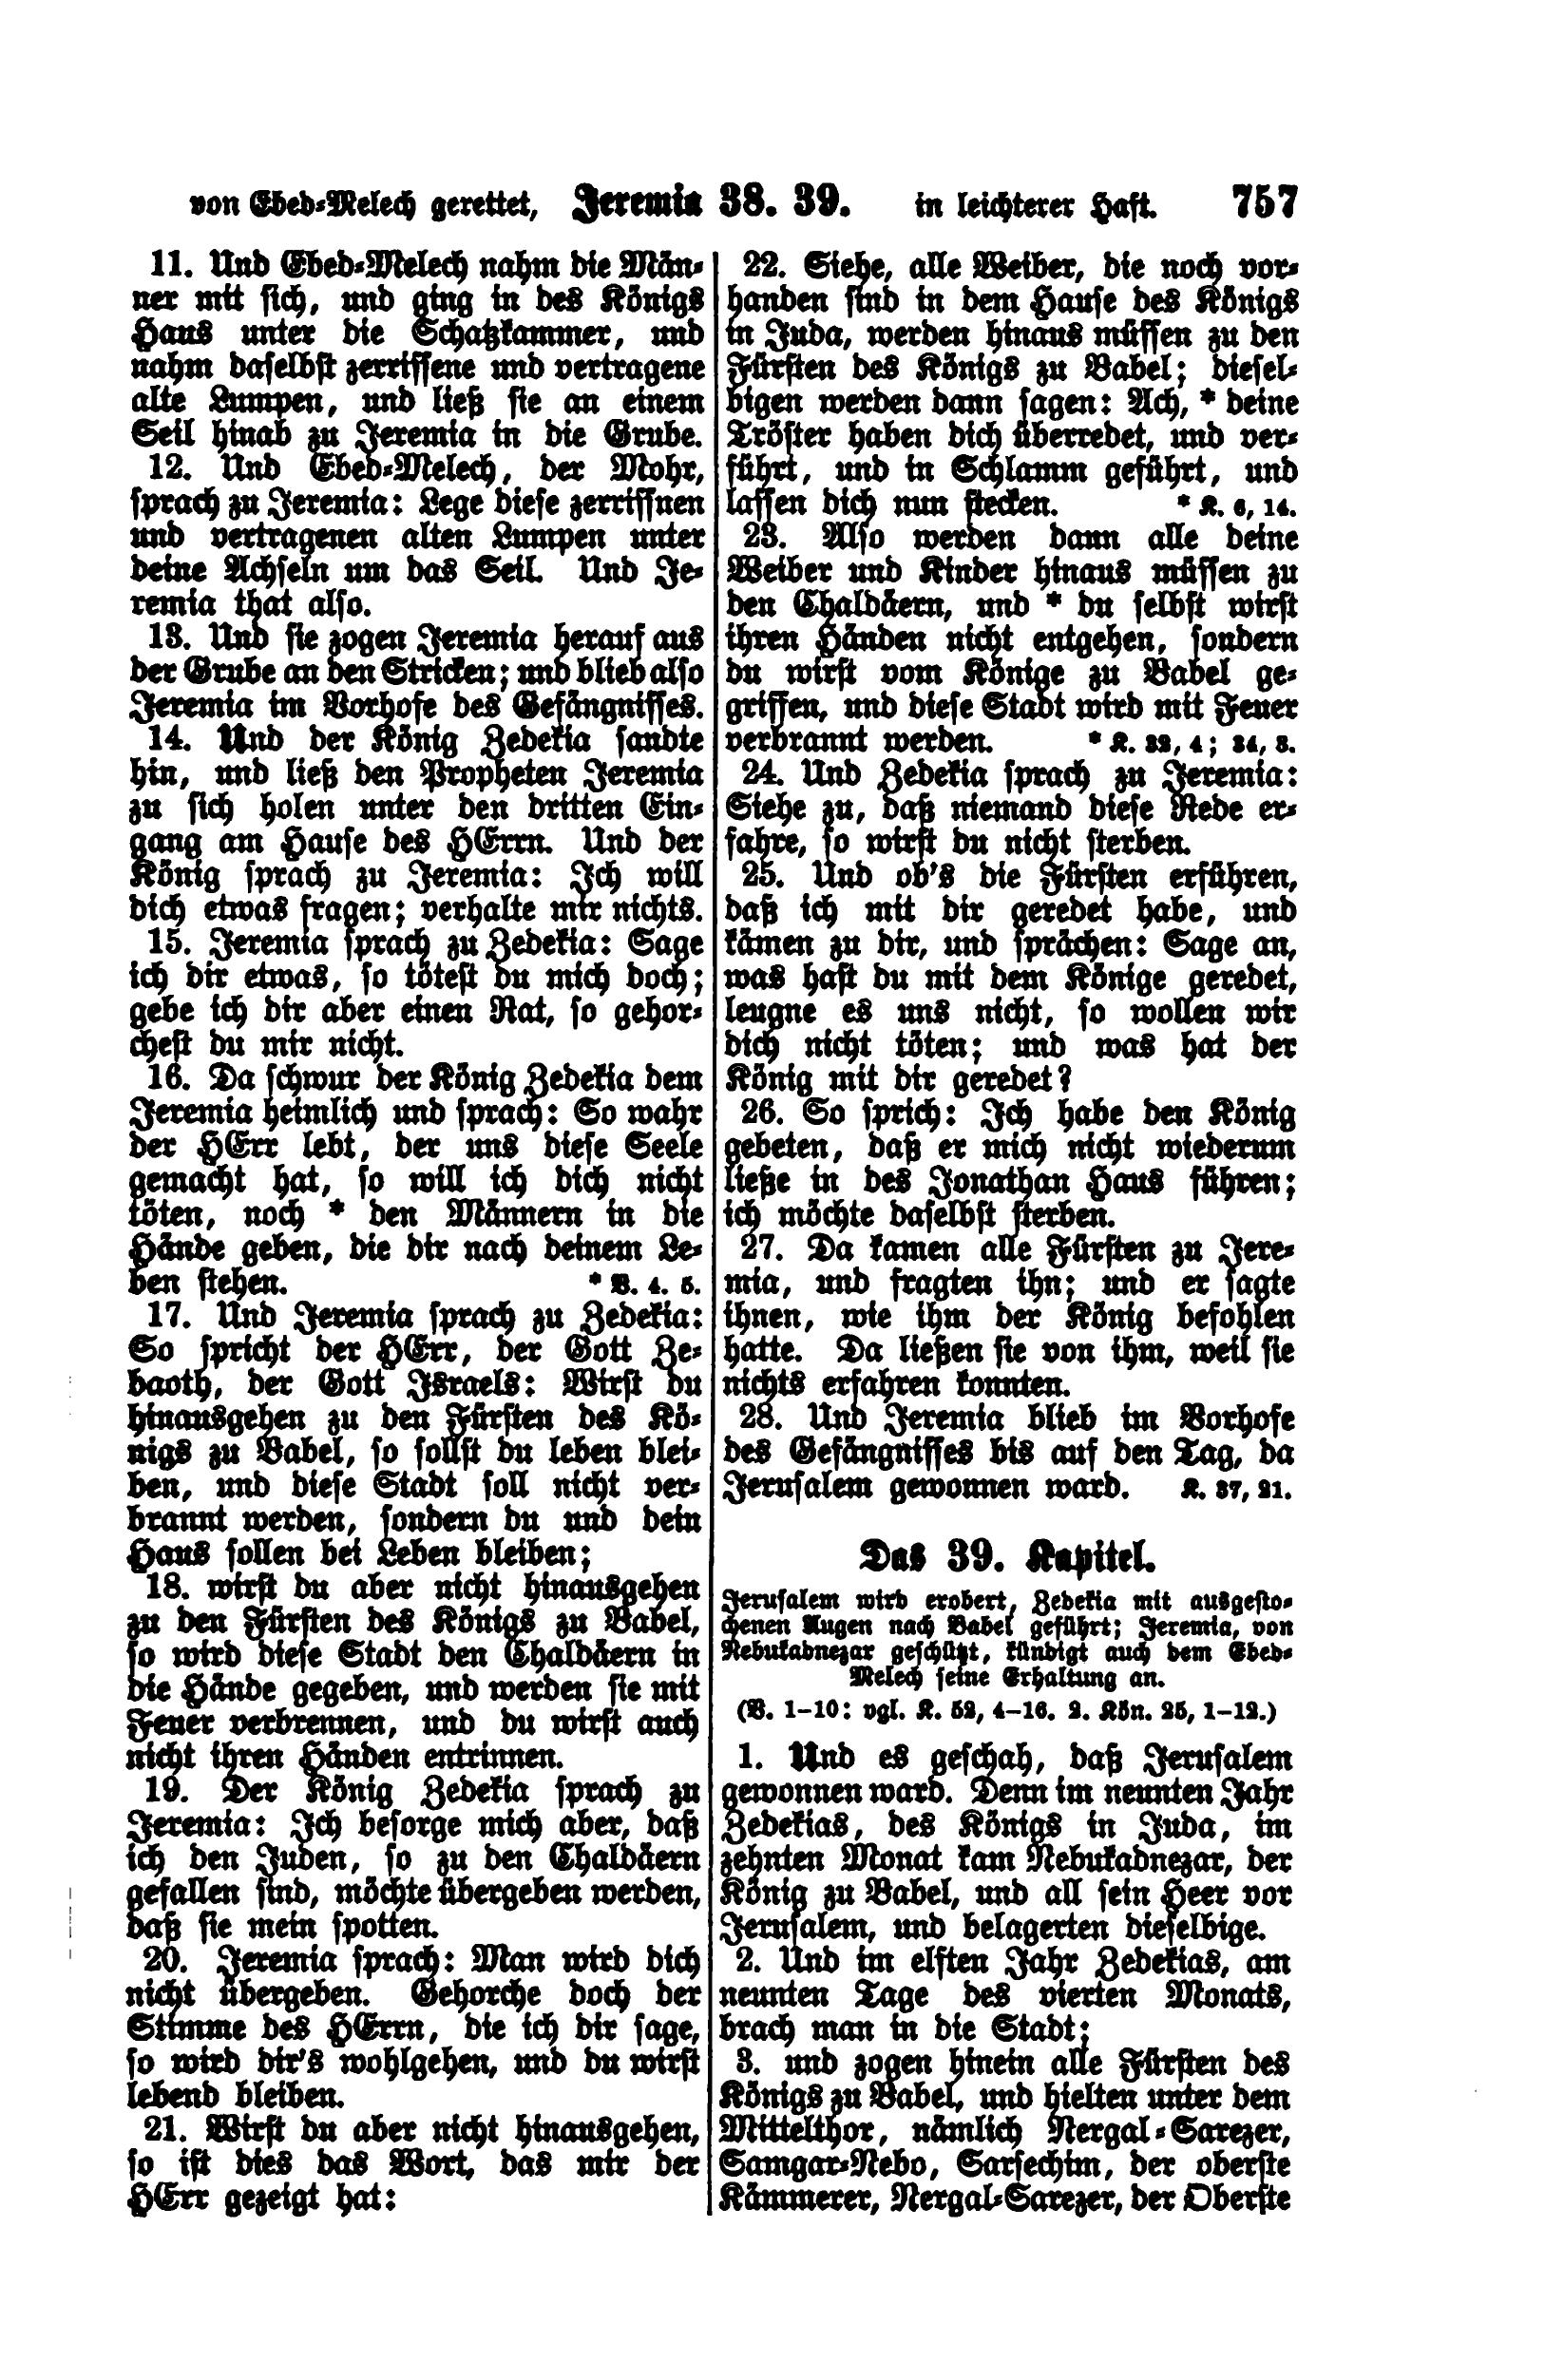 von Ebed-Melech gerettet, Jeremia 38. 39. in leichterer Haft. 757
11. Und Ebed-Melech nahm die Män-
ner mit sich, und ging in des Königs
Haus unter die Schatzkammer, und
nahm daselbst zerrissene und vertragene
alte Lumpen, und ließ sie an einem
Seil hinab zu Jeremia in die Grube.
12. Und Ebed-Melech, der Mohr,
sprach zu Jeremia: Lege diese zerrissnen
und vertragenen alten Lumpen unter
deine Achseln um das Seil. Und Je-
remia that also.
13. Und sie zogen Jeremia herauf aus
der Grube an den Stricken; und blieb also
Jeremia im Vorhofe des Gefängnisses.
14. Und der König Zedekia sandte
hin, und ließ den Propheten Jeremia
zu sich holen unter den dritten Ein-
gang am Hause des HErrn. Und der
König sprach zu Jeremia: Ich will
dich etwas fragen; verhalte mir nichts.
15. Jeremia sprach zu Zedekia: Sage
ich dir etwas, so tötest du mich doch;
gebe ich dir aber einen Rat, so gehor-
chest du mir nicht.
16. Da schwur der König Zedekia dem
Jeremia heimlich und sprach: So wahr
der HErr lebt, der uns diese Seele
gemacht hat, so will ich dich nicht
töten, noch * den Männern in die
Hände geben, die dir nach deinem Le-
ben stehen. * V. 4. 5.
17. Und Jeremia sprach zu Zedekia:
So spricht der HErr, der Gott Ze-
baoth, der Gott Israels: Wirst du
hinausgehen zu den Fürsten des Kö-
nigs zu Babel, so sollst du leben blei-
ben, und diese Stadt soll nicht ver-
brannt werden, sondern du und dein
Haus sollen bei Leben bleiben;
18. wirst du aber nicht hinausgehen
zu den Fürsten des Königs zu Babel,
so wird diese Stadt den Chaldäern in
die Hände gegeben, und werden sie mit
Feuer verbrennen, und du wirst auch
nicht ihren Händen entrinnen.
19. Der König Zedekia sprach zu
Jeremia: Ich besorge mich aber, daß
ich den Juden, so zu den Chaldäern
gefallen sind, möchte übergeben werden,
daß sie mein spotten.
20. Jeremia sprach: Man wird dich
nicht übergeben. Gehorche doch der
Stimme des HErrn, die ich dir sage,
so wird dir's wohlgehen, und du wirst
lebend bleiben.
21. Wirst du aber nicht hinausgehen,
so ist dies das Wort, das mir der
HErr gezeigt hat:
22. Siehe, alle Weiber, die noch vor-
handen sind in dem Hause des Königs
in Juda, werden hinaus müssen zu den
Fürsten des Königs zu Babel; diesel-
bigen werden dann sagen: Ach, * deine
Tröster haben dich überredet, und ver-
führt, und in Schlamm geführt, und
lassen dich nun stecken. * K. 6, 14.
23. Also werden dann alle deine
Weiber und Kinder hinaus müssen zu
den Chaldäern, und * du selbst wirst
ihren Händen nicht entgehen, sondern
du wirst vom Könige zu Babel ge-
griffen, und diese Stadt wird mit Feuer
verbrannt werden. * K. 32, 4; 34, 3.
24. Und Zedekia sprach zu Jeremia:
Siehe zu, daß niemand diese Rede er-
fahre, so wirst du nicht sterben.
25. Und ob's die Fürsten erführen,
daß ich mit dir geredet habe, und
kämen zu dir, und sprächen: Sage an,
was hast du mit dem Könige geredet,
leugne es uns nicht, so wollen wir
dich nicht töten; und was hat der
König mit dir geredet?
26. So sprich: Ich habe den König
gebeten, daß er mich nicht wiederum
ließe in des Jonathan Haus führen;
ich möchte daselbst sterben.
27. Da kamen alle Fürsten zu Jere-
mia, und fragten ihn; und er sagte
ihnen, wie ihm der König befohlen
hatte. Da ließen sie von ihm, weil sie
nichts erfahren konnten.
28. Und Jeremia blieb im Vorhofe
des Gefängnisses bis auf den Tag, da
Jerusalem gewonnen ward. K. 37, 21.
Das 39. Kapitel.
Jerusalem wird erobert, Zedekia mit ausgesto-
chenen Augen nach Babel geführt; Jeremia, von
Nebukadnezar geschützt, kündigt auch dem Ebed-
Melech seine Erhaltung an.
(V. 1–10: vgl. K. 52, 4–16. 2. Kön. 25, 1–12.)
1. Und es geschah, daß Jerusalem
gewonnen ward. Denn im neunten Jahr
Zedekias, des Königs in Juda, im
zehnten Monat kam Nebukadnezar, der
König zu Babel, und all sein Heer vor
Jerusalem, und belagerten dieselbige.
2. Und im elften Jahr Zedekias, am
neunten Tage des vierten Monats,
brach man in die Stadt;
3. und zogen hinein alle Fürsten des
Königs zu Babel, und hielten unter dem
Mittelthor, nämlich Nergal-Sarezer,
Samgar-Nebo, Sarsechim, der oberste
Kämmerer, Nergal-Sarezer, der Oberste